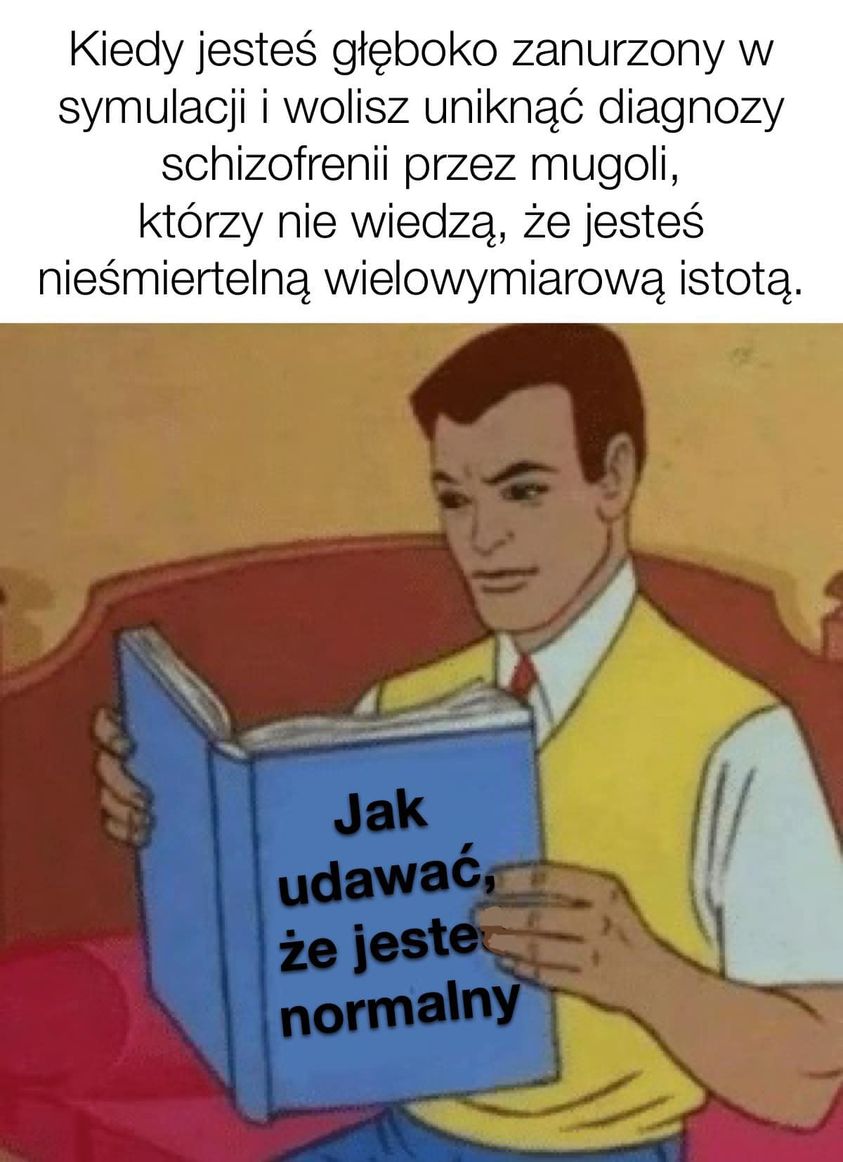 Kiedy jesteś głęboko zanurzony w
symulacji i wolisz uniknąć diagnozy
schizofrenii przez mugoli,
którzy nie wiedzą, że jesteś
nieśmiertelną wielowymiarową istotą.
Jak
udawać,
że jeste
normalny